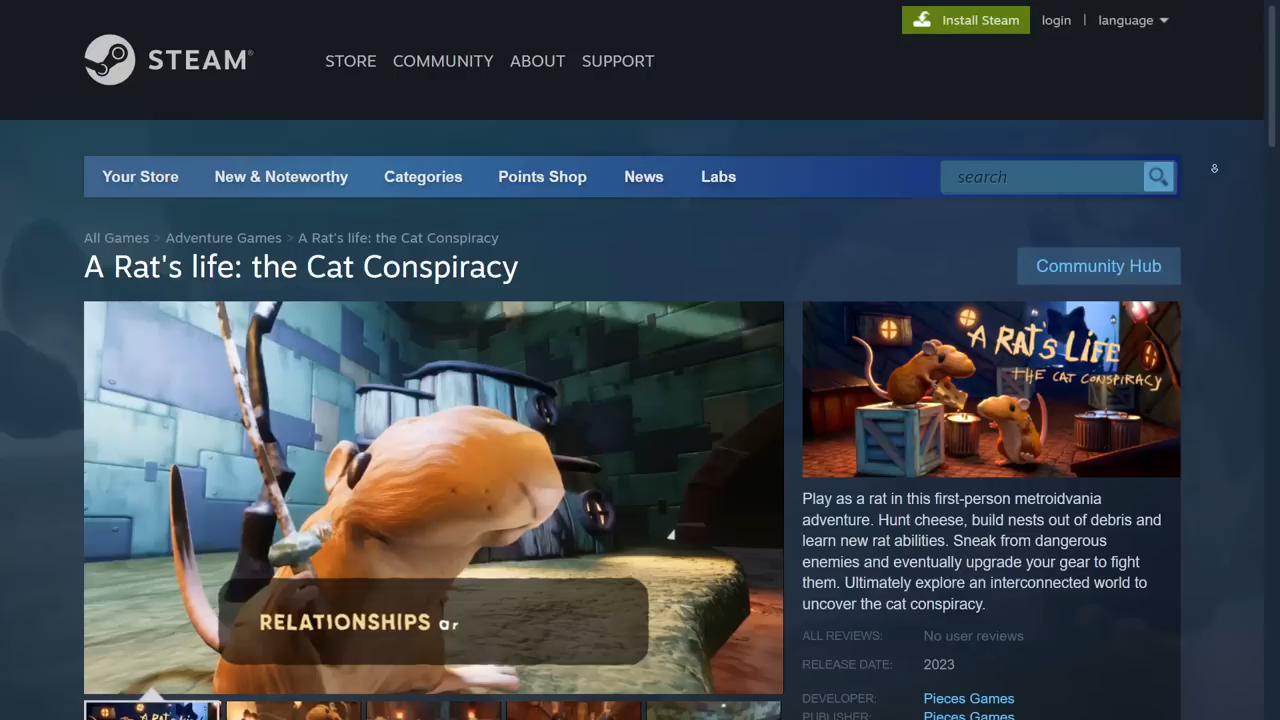 Install Steam
login | language
STEAM®
STORE COMMUNITY ABOUT SUPPORT
Your Store New & Noteworthy Categories Points Shop News Labs
search
All Games > Adventure Games > A Rat's life: the Cat Conspiracy
A Rat's life: the Cat Conspiracy
Community Hub
RELATIONSHIPS ar
A RAT'S LIFE
THE CAT CONSPIRACY
Play as a rat in this first-person metroidvania
adventure. Hunt cheese, build nests out of debris and
learn new rat abilities. Sneak from dangerous
enemies and eventually upgrade your gear to fight
them. Ultimately explore an interconnected world to
uncover the cat conspiracy.
ALL REVIEWS: No user reviews
RELEASE DATE: 2023
DEVELOPER: Pieces Games
PUBLISHER: Pieces Games